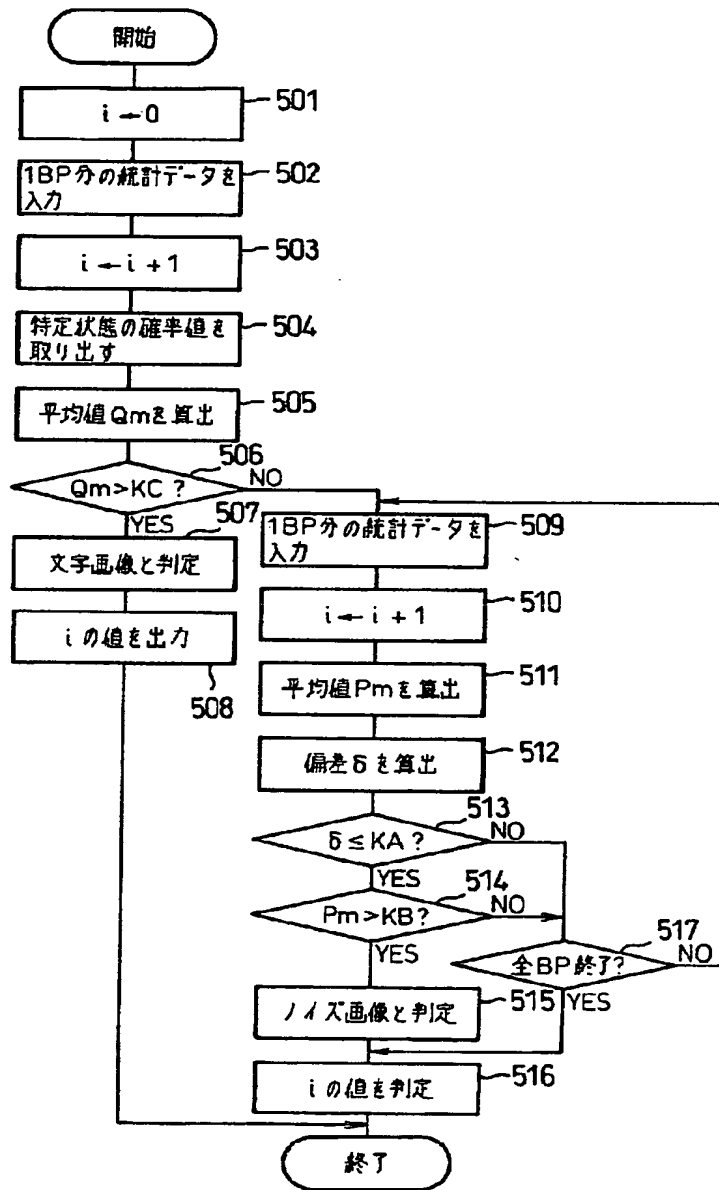 開始
i ← 0
501
1BP分の統計データを
入力
502
i ← i + 1
503
特定状態の確率値を
取り出す
504
平均値Qmを算出
505
Qm>KC ?
506
NO
YES
507
文字画像と判定
i の値を出力
508
1BP分の統計データを
入力
509
i ← i + 1
510
平均値Pmを算出
511
偏差δを算出
512
δ ≤ KA ?
513
NO
YES
514
Pm>KB?
NO
YES
517
全BP終了?
NO
YES
ノイズ画像と判定
515
i の値を判定
516
終了